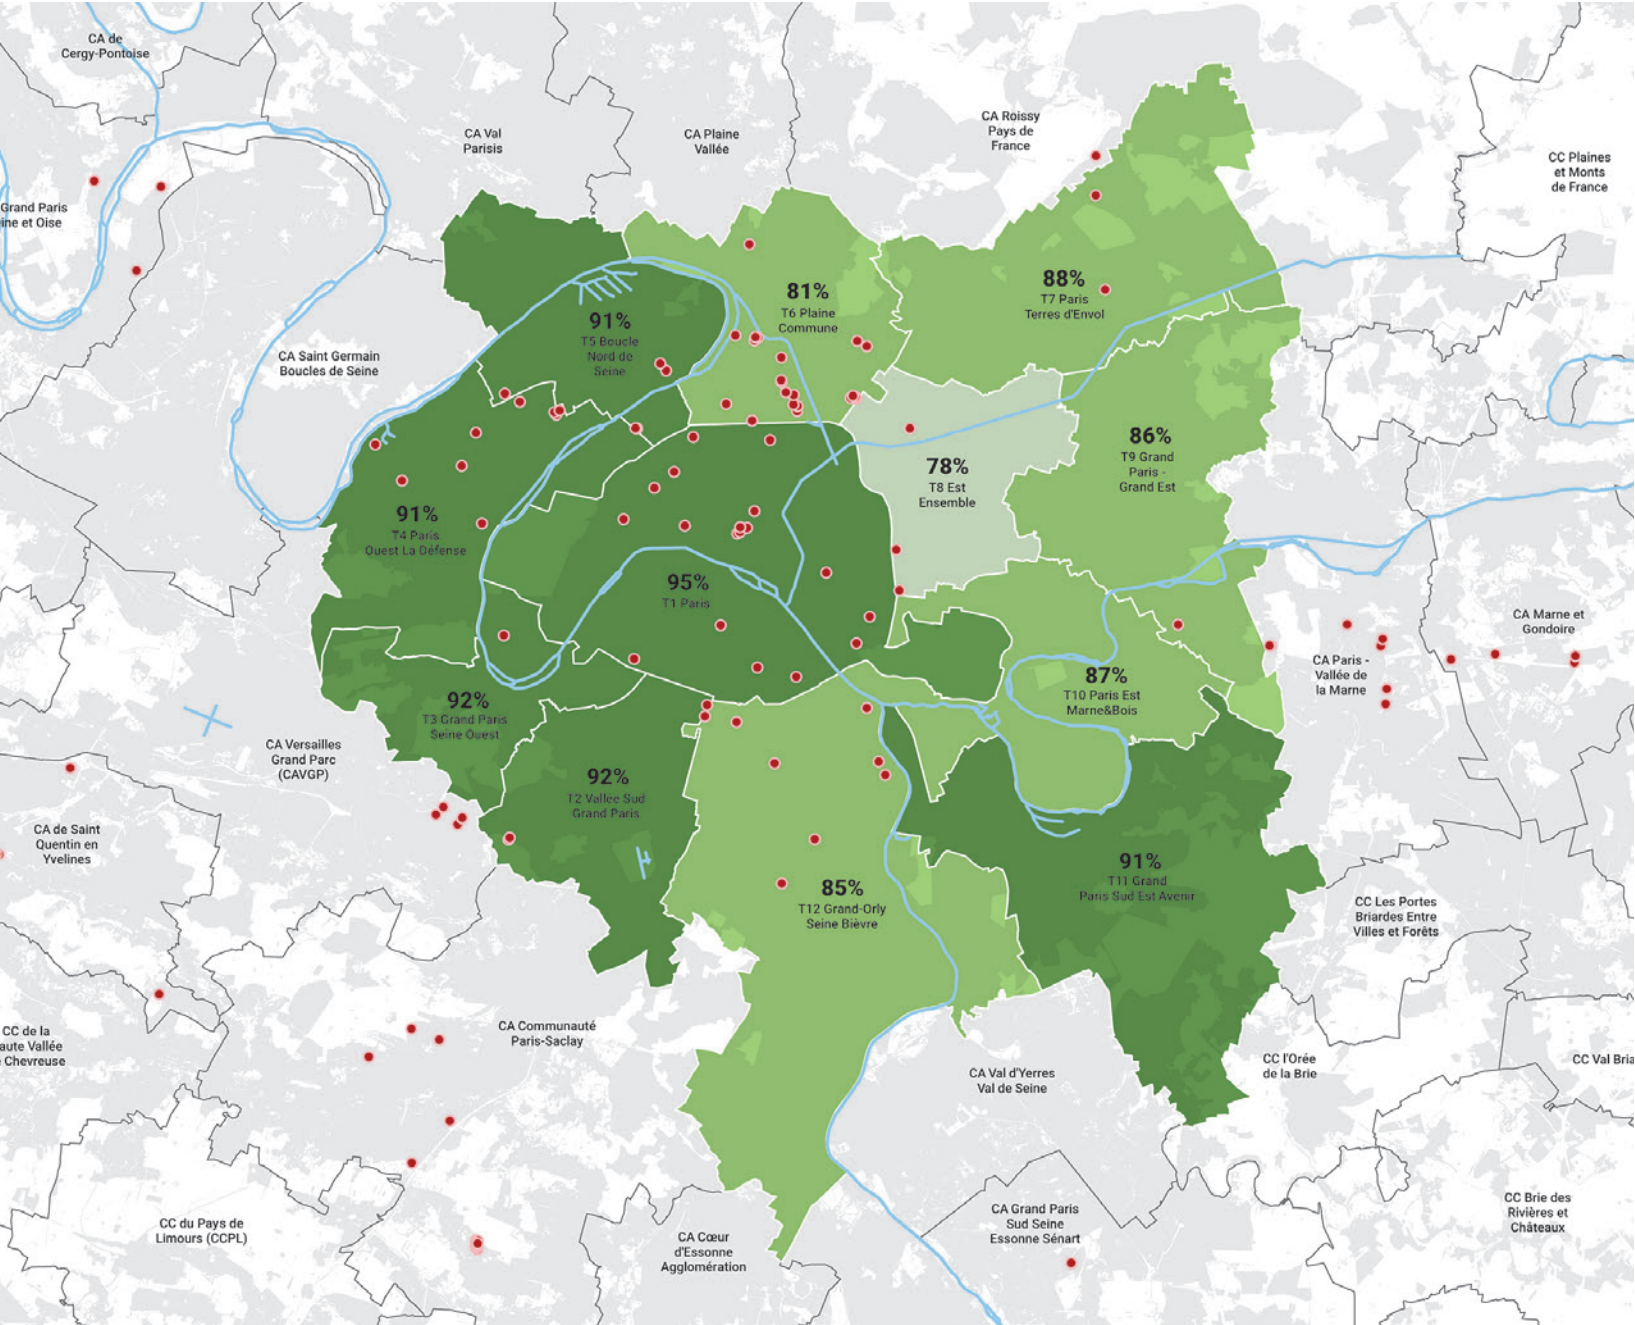 CA de
Cergy-Pontoise
CA Val
Parisis
CA Plaine
Vallée
CA Roissy
Pays de
France
CC Plaines
et Monts
de France
Grand Paris
ine et Oise
81%
T6 Plaine
Commune
88%
T7 Paris
Terres d'Envol
91%
T5 Boucle
Nord de
Seine
CA Saint Germain
Boucles de Seine
86%
T9 Grand
Paris -
Grand Est
78%
T8 Est
Ensemble
91%
T4 Paris
Ouest La Défense
95%
T1 Paris
CA Marne et
Gondoire
CA Paris -
Vallée de
la Marne
87%
T10 Paris Est
Marne&Bois
92%
T3 Grand Paris
Seine Ouest
CA Versailles
Grand Parc
(CAVGP)
92%
T2 Vallée Sud
Grand Paris
CA de Saint
Quentin en
Yvelines
91%
T11 Grand
Paris Sud Est Avenir
85%
T12 Grand-Orly
Seine Bièvre
CC Les Portes
Briardes Entre
Villes et Forêts
CC de la
aute Vallée
Chevreuse
CA Communauté
Paris-Saclay
CA Val d'Yerres
Val de Seine
CC l'Orée
de la Brie
CC Val Bria
CC du Pays de
Limours (CCPL)
CA Cœur
d'Essonne
Agglomération
CA Grand Paris
Sud Seine
Essonne Sénart
CC Brie des
Rivières et
Châteaux